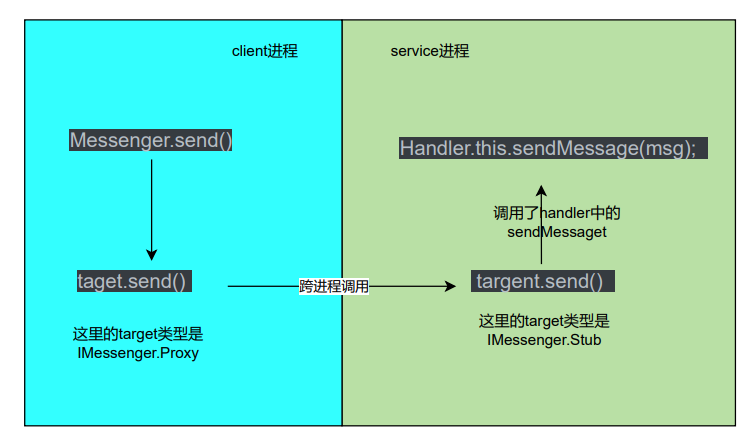 client进程
service进程
Messenger.send()
Handler.this.sendMessage(msg);
调用了handler中的
sendMessaget
taget.send()
跨进程调用
targent.send()
这里的target类型是
IMessenger.Proxy
这里的target类型是
IMessenger.Stub